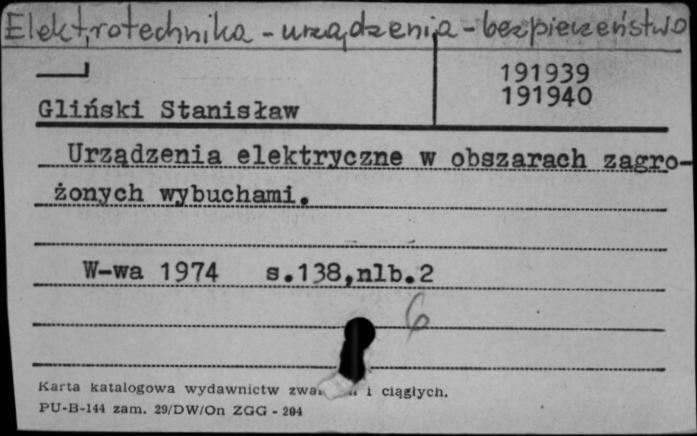 Elektrotechnika - urządzenia - bezpieczeństwo
191939
191940
Gliński Stanisław
Urządzenia elektryczne w obszarach zagro-
żonych wybuchami.
W-wa 1974 s.138,nlb.2
6
Karta katalogowa wydawnictw i ciągłych.
PU-B-144 zam. 29/DW/On ZGG - 204